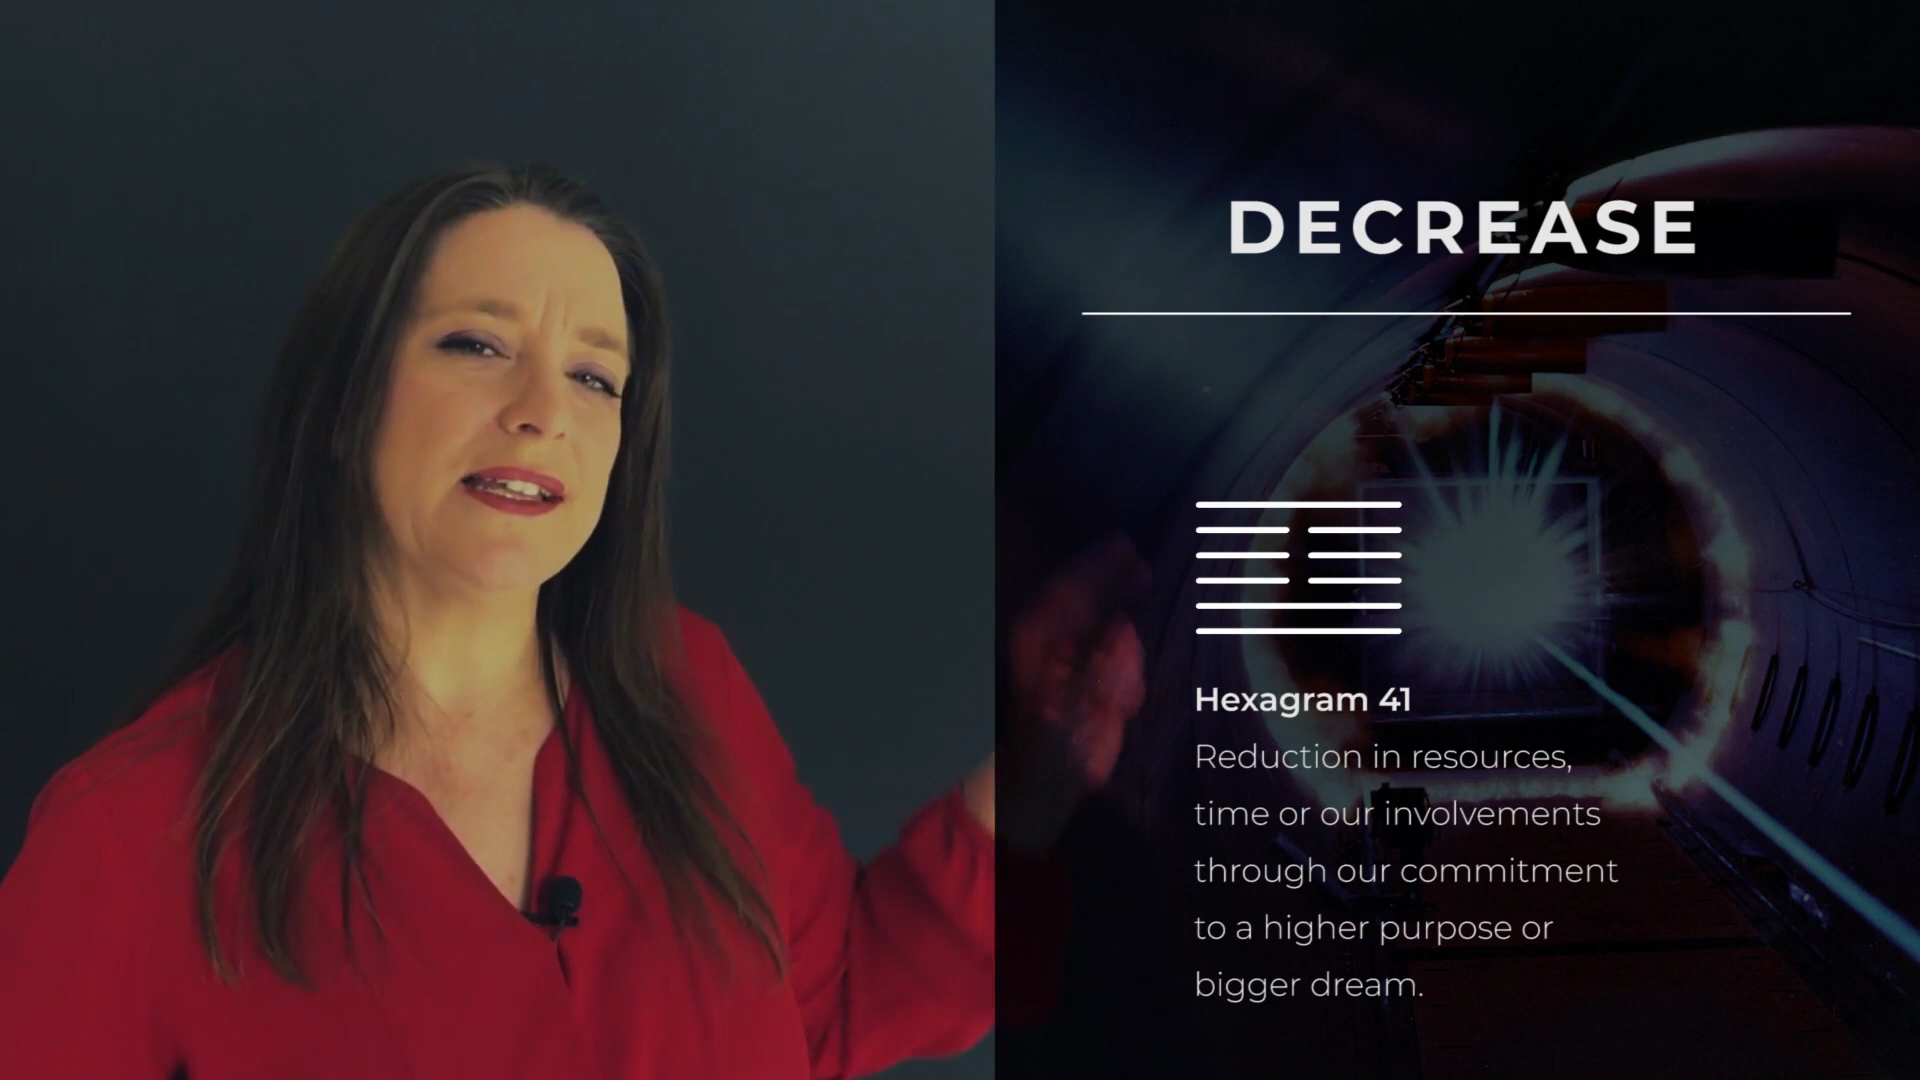 DECREASE
Hexagram 41
Reduction in resources,
time or our involvements
through our commitment
to a higher purpose or
bigger dream.